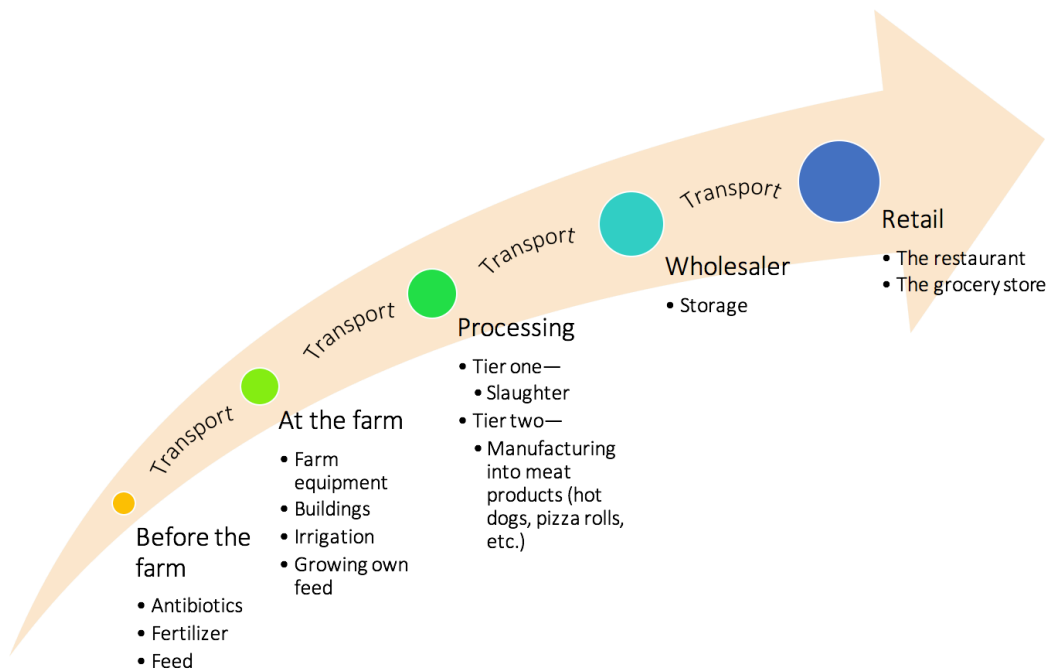 Before the
farm
• Antibiotics
• Fertilizer
• Feed
Transport
At the farm
• Farm
equipment
• Buildings
• Irrigation
• Growing own
feed
Transport
Processing
• Tier one—
• Slaughter
• Tier two—
• Manufacturing
into meat
products (hot
dogs, pizza rolls,
etc.)
Transport
Wholesaler
• Storage
Transport
Retail
• The restaurant
• The grocery store